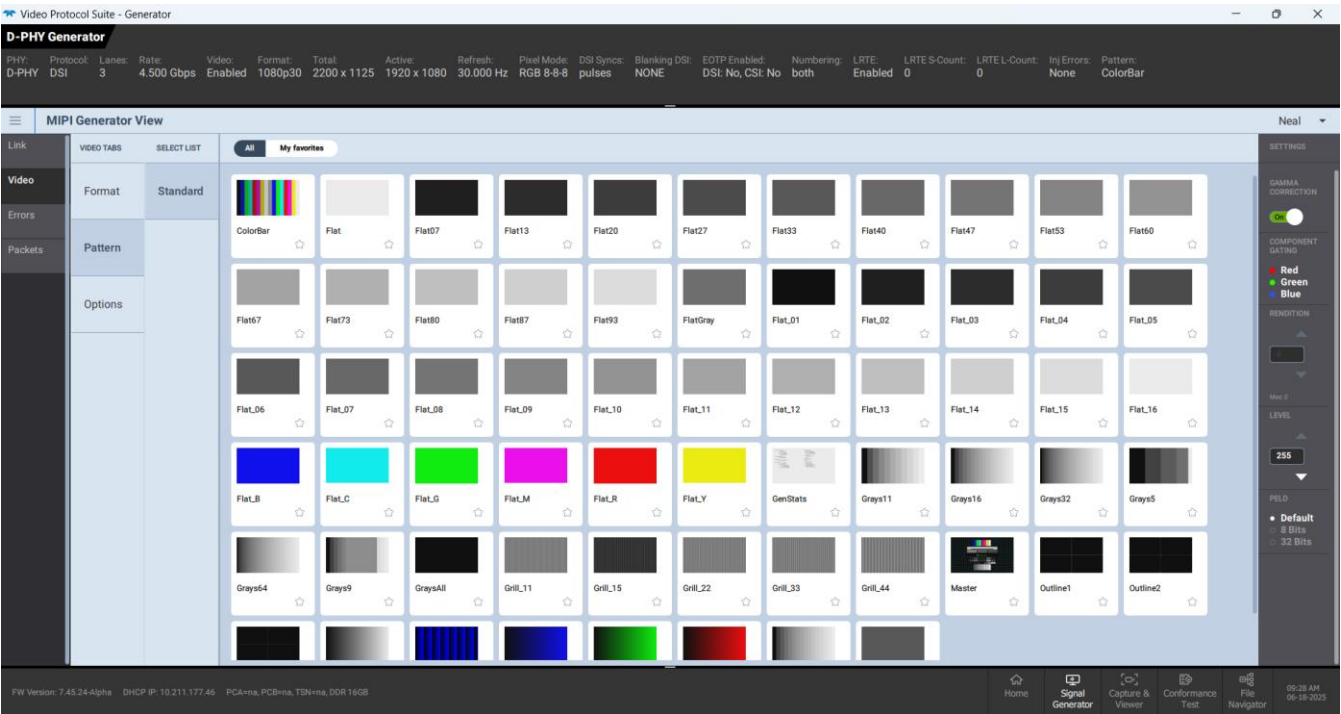 Video Protocol Suite - Generator
D-PHY Generator
PHY: Protocol: Lanes: Rate: Video: Format: Total: Active: Refresh: Pixel Mode: DSI Syncs: Blanking DSI: EOTP Enabled: Numbering: LRTE: LRTE S-Count: LRTE L-Count: Inj Errors: Pattern:
D-PHY DSI 3 4.500 Gbps Enabled 1080p30 2200 x 1125 1920 x 1080 30.000 Hz RGB 8-8-8 pulses NONE DSI: No, CSI: No both Enabled 0 0 None ColorBar
MIPI Generator View
Neal
Link
Video
Errors
Packets
VIDEO TABS
Format
Pattern
Options
SELECT LIST
Standard
All My favorites
ColorBar Flat Flat07 Flat13 Flat20 Flat27 Flat33 Flat40 Flat47 Flat53 Flat60
Flat67 Flat73 Flat80 Flat87 Flat93 FlatGray Flat_01 Flat_02 Flat_03 Flat_04 Flat_05
Flat_06 Flat_07 Flat_08 Flat_09 Flat_10 Flat_11 Flat_12 Flat_13 Flat_14 Flat_15 Flat_16
Flat_B Flat_C Flat_G Flat_M Flat_R Flat_Y GenStats Grays11 Grays16 Grays32 Grays5
Grays64 Grays9 GraysAll Grill_11 Grill_15 Grill_22 Grill_33 Grill_44 Master Outline1 Outline2
SETTINGS
GAMMA
CORRECTION
On
COMPONENT
GATING
Red
Green
Blue
RENDITION
Max 0
LEVEL
255
PELD
Default
8 Bits
32 Bits
FW Version: 7.45.24-Alpha DHCP IP: 10.211.177.46 PCA=na, PCB=na, TSN=na, DDR 16GB
Home
Signal
Generator
Capture &
Viewer
Conformance
Test
File
Navigator
09:28 AM
06-18-2025